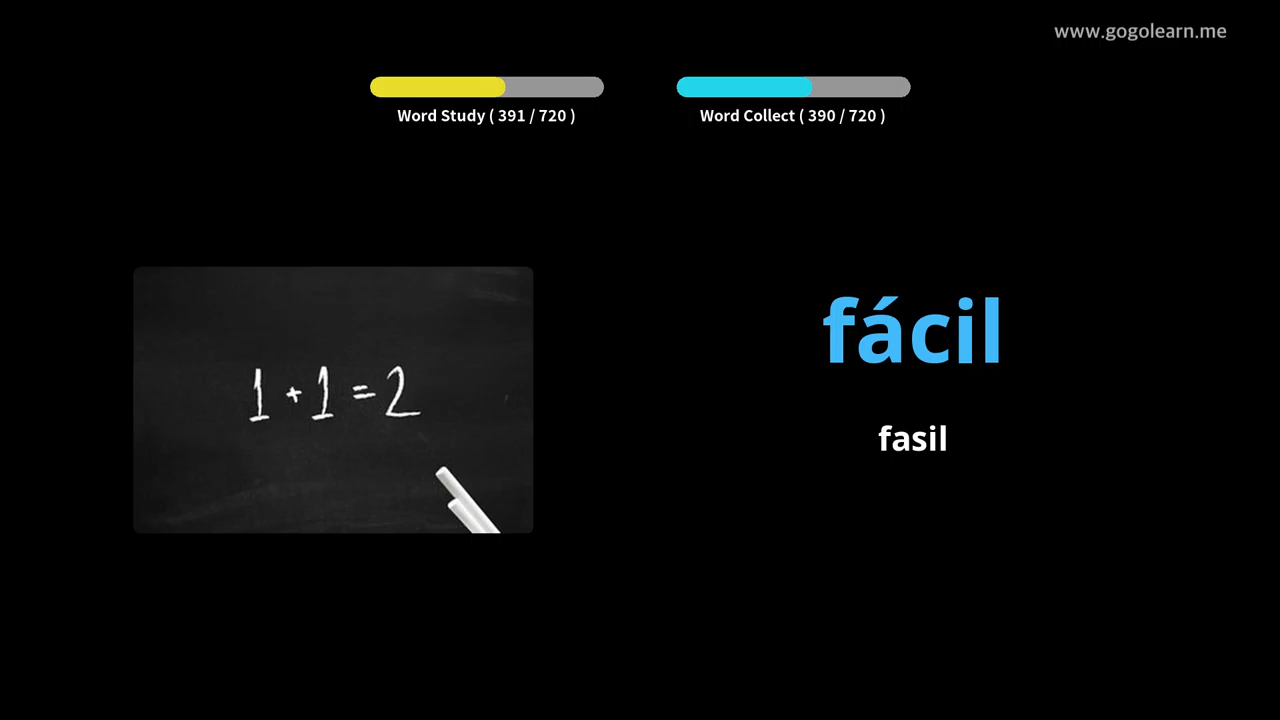 www.gogolearn.me
Word Study ( 391 / 720 )
Word Collect ( 390 / 720 )
1 + 1 = 2
fácil
fasil